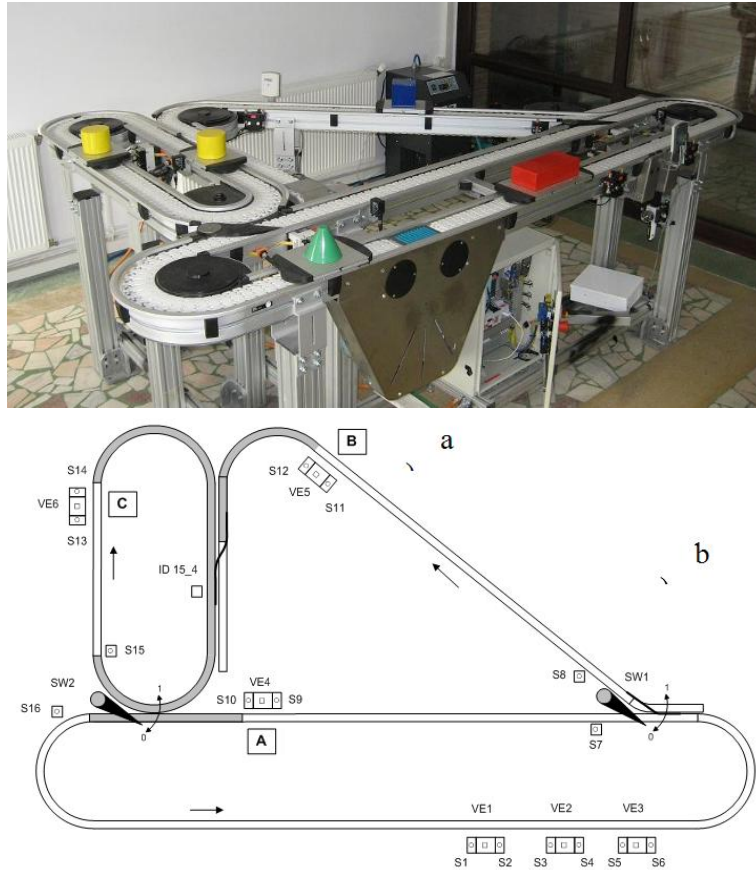 a
B
S14
S12
VE5
S11
VE6
C
S13
b
ID 15_4
S15
SW2
1
S16
0
VE4
S10
S9
A
S8
SW1
1
S7
0
VE1
VE2
VE3
S1
S2
S3
S4
S5
S6